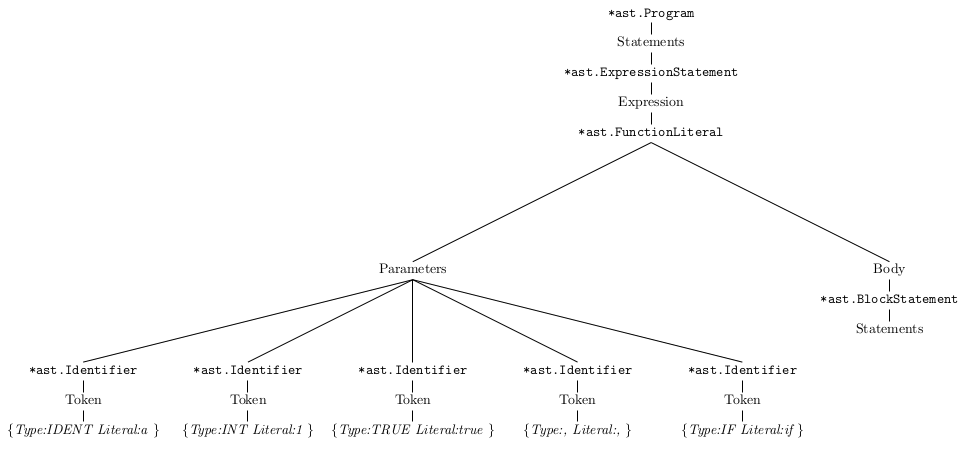 *ast.Program
Statements
*ast.ExpressionStatement
Expression
*ast.FunctionLiteral
Parameters Body
*ast.BlockStatement
Statements
*ast.Identifier *ast.Identifier *ast.Identifier *ast.Identifier *ast.Identifier
Token Token Token Token Token
{Type:IDENT Literal:a } {Type:INT Literal:1 } {Type:TRUE Literal:true } {Type:, Literal:, } {Type:IF Literal:if }